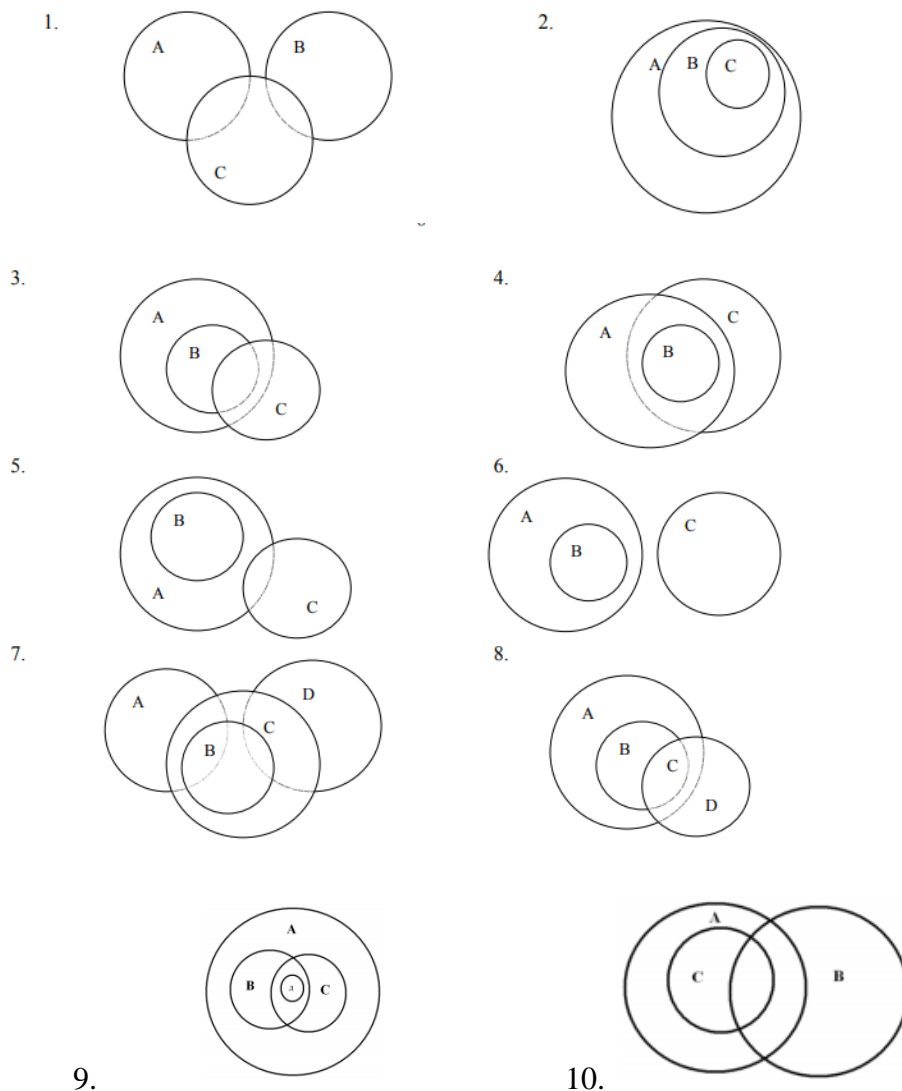 1. 2.
A B A B C
C
3. 4.
A A C
B B
C
5. 6.
B A C
B
A C
7. 8.
A D A
C
B B C
D
A A
B C C B
9. 10.